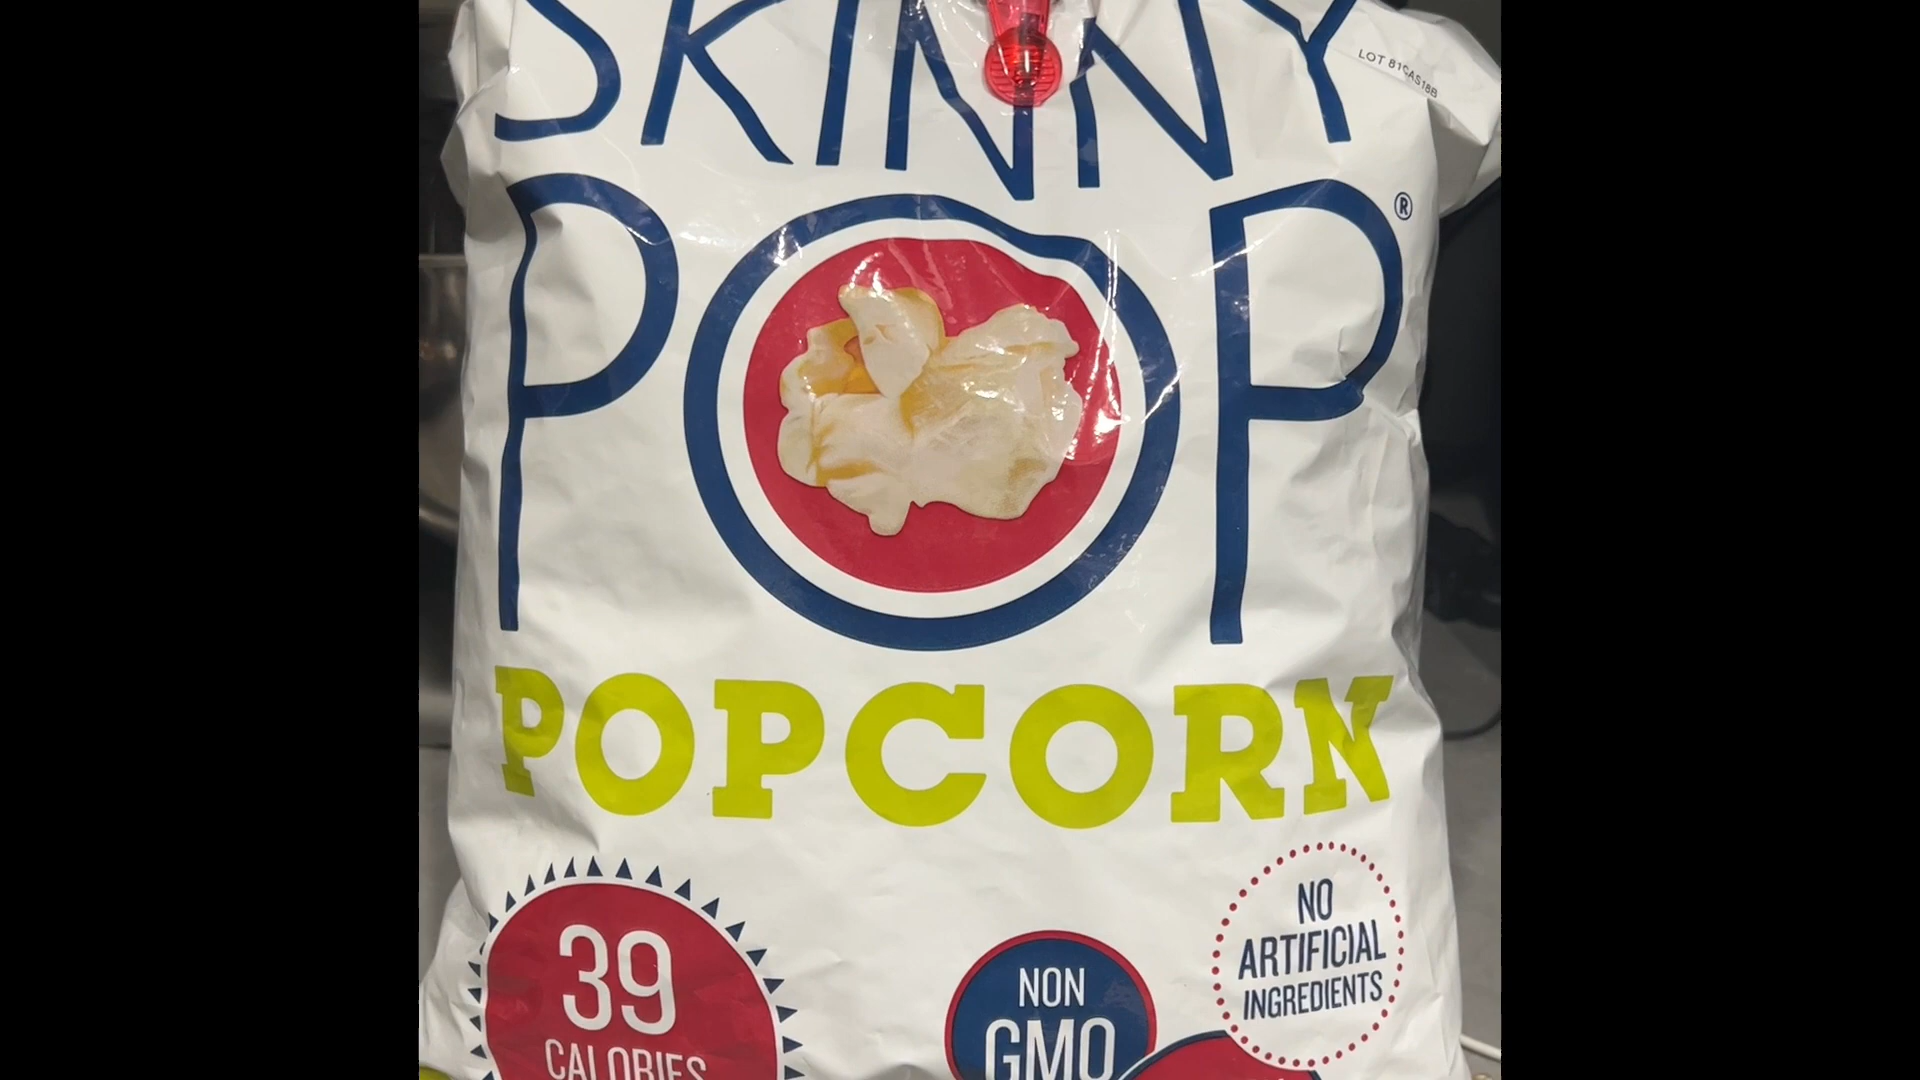 SKINNY
LOT 81CAS18B
POP®
POPCORN
39
CALORIES
NON
GMO
NO
ARTIFICIAL
INGREDIENTS